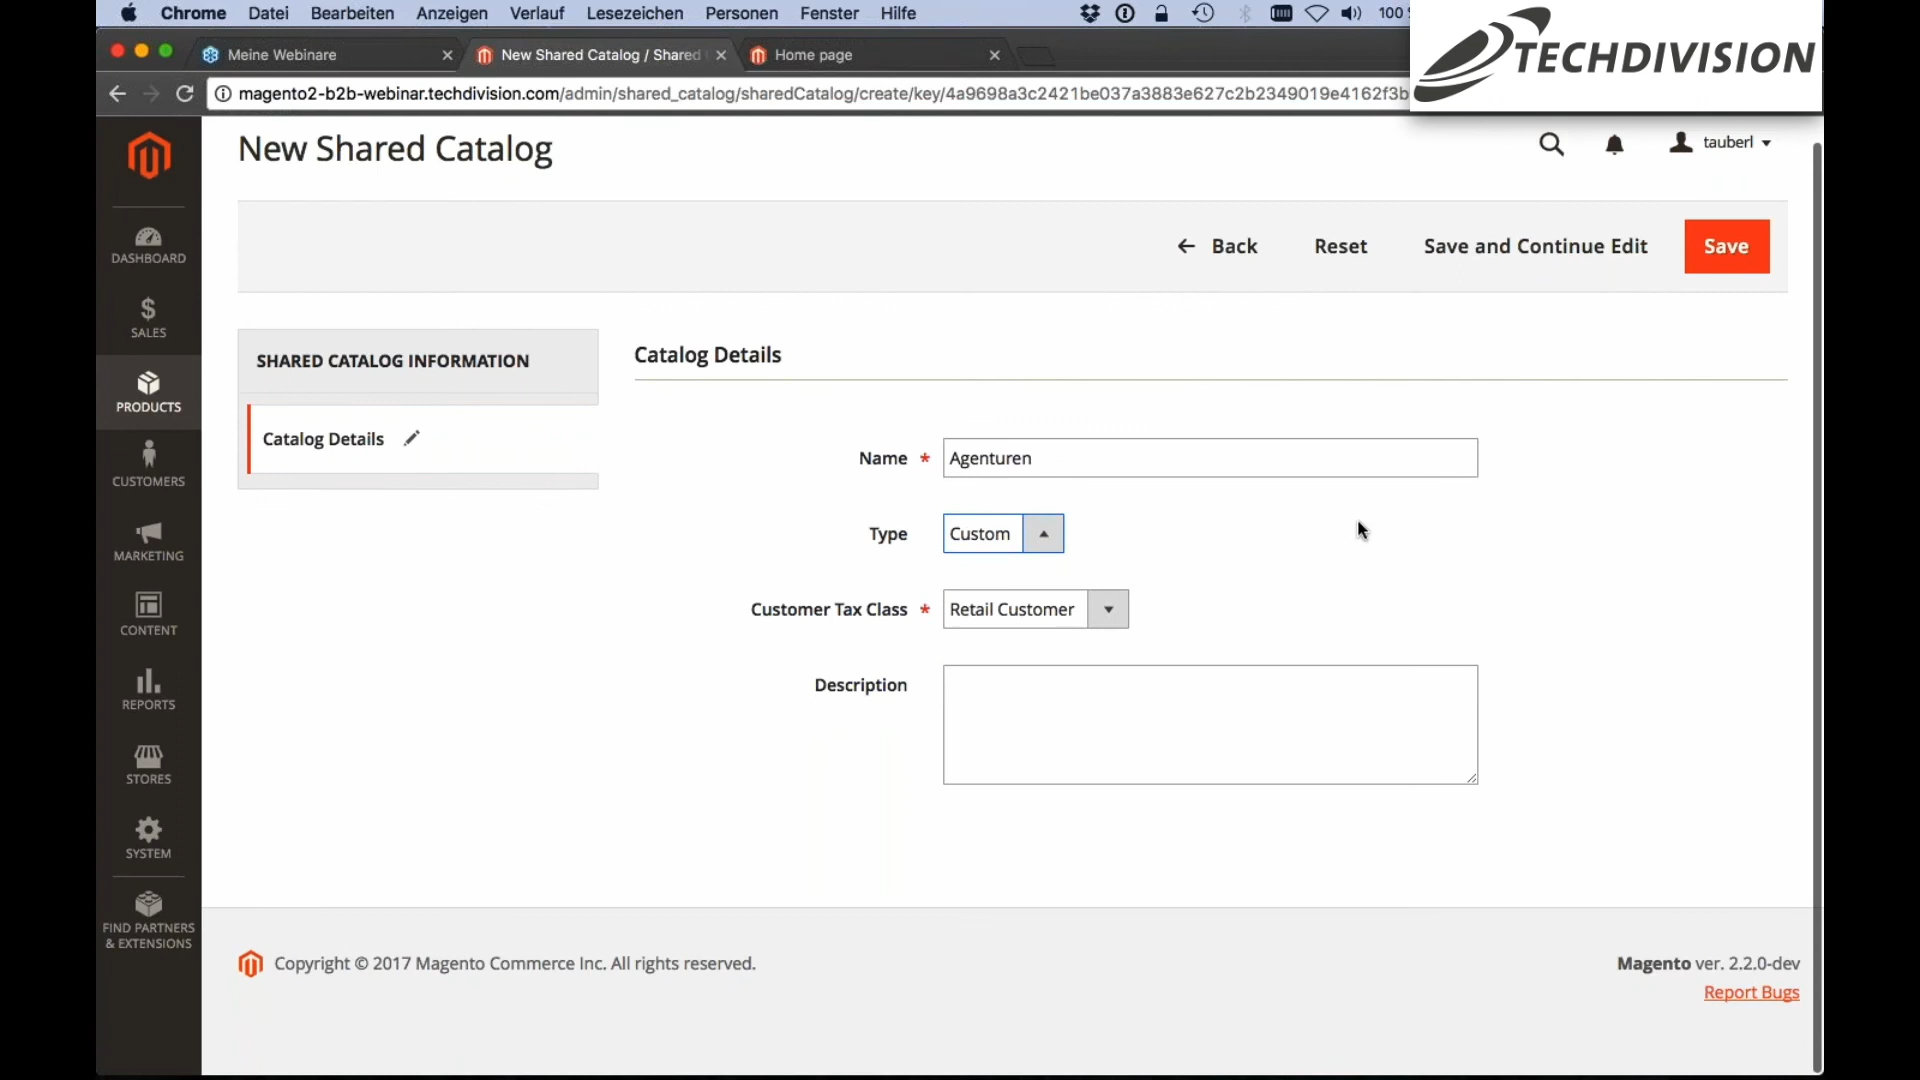 Chrome Datei Bearbeiten Anzeigen Verlauf Lesezeichen Personen Fenster Hilfe 100
TECHDIVISION
Meine Webinare New Shared Catalog / Shared Home page
magento2-b2b-webinar.techdivision.com/admin/shared_catalog/sharedCatalog/create/key/4a9698a3c2421be037a3883e627c2b2349019e4162f3b
New Shared Catalog
tauberl
Back Reset Save and Continue Edit Save
DASHBOARD
SALES
PRODUCTS
CUSTOMERS
MARKETING
CONTENT
REPORTS
STORES
SYSTEM
FIND PARTNERS
& EXTENSIONS
SHARED CATALOG INFORMATION
Catalog Details
Catalog Details
Name * Agenturen
Type Custom
Customer Tax Class * Retail Customer
Description
Copyright © 2017 Magento Commerce Inc. All rights reserved.
Magento ver. 2.2.0-dev
Report Bugs